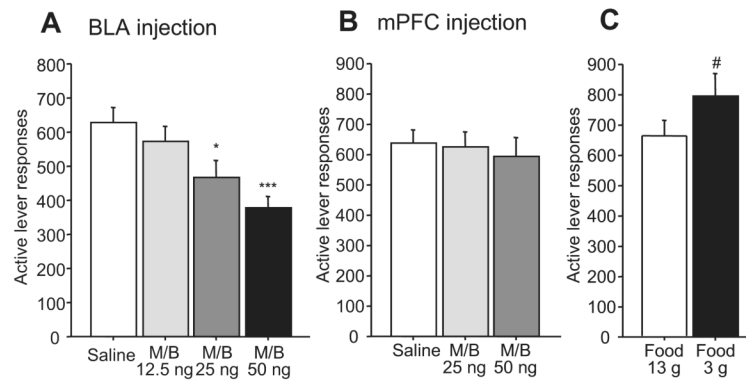 A BLA injection
B mPFC injection
C
Active lever responses
800
700
600
500
400
300
200
100
0
*
***
Saline
M/B
12.5 ng
M/B
25 ng
M/B
50 ng
Active lever responses
900
800
700
600
500
400
300
200
100
0
Saline
M/B
25 ng
M/B
50 ng
Active lever responses
900
800
700
600
500
400
300
200
100
0
#
Food
13 g
Food
3 g